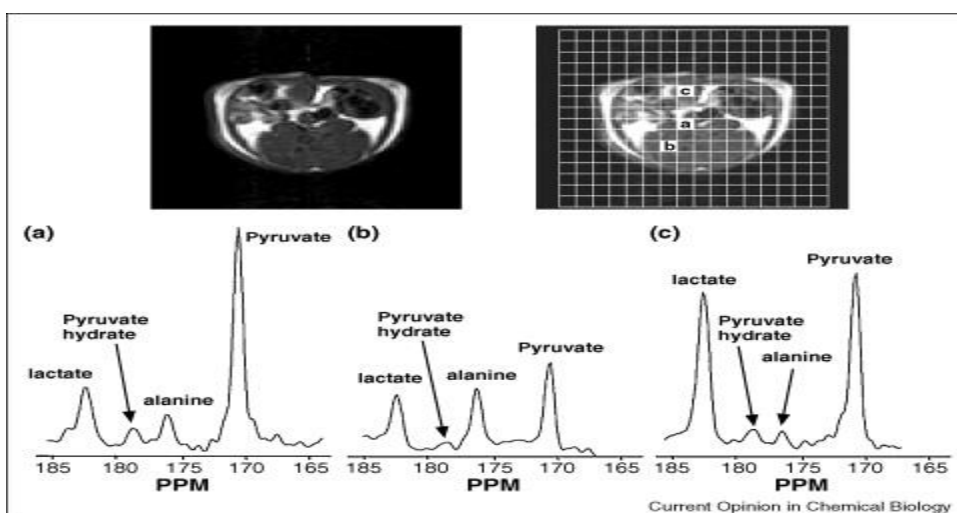 c
a
b
(a)
Pyruvate
Pyruvate
hydrate
lactate
alanine
185 180 175 170 165
PPM
(b)
Pyruvate
hydrate
Pyruvate
lactate
alanine
185 180 175 170 165
PPM
(c)
Pyruvate
lactate
Pyruvate
hydrate
alanine
185 180 175 170 165
PPM
Current Opinion in Chemical Biology